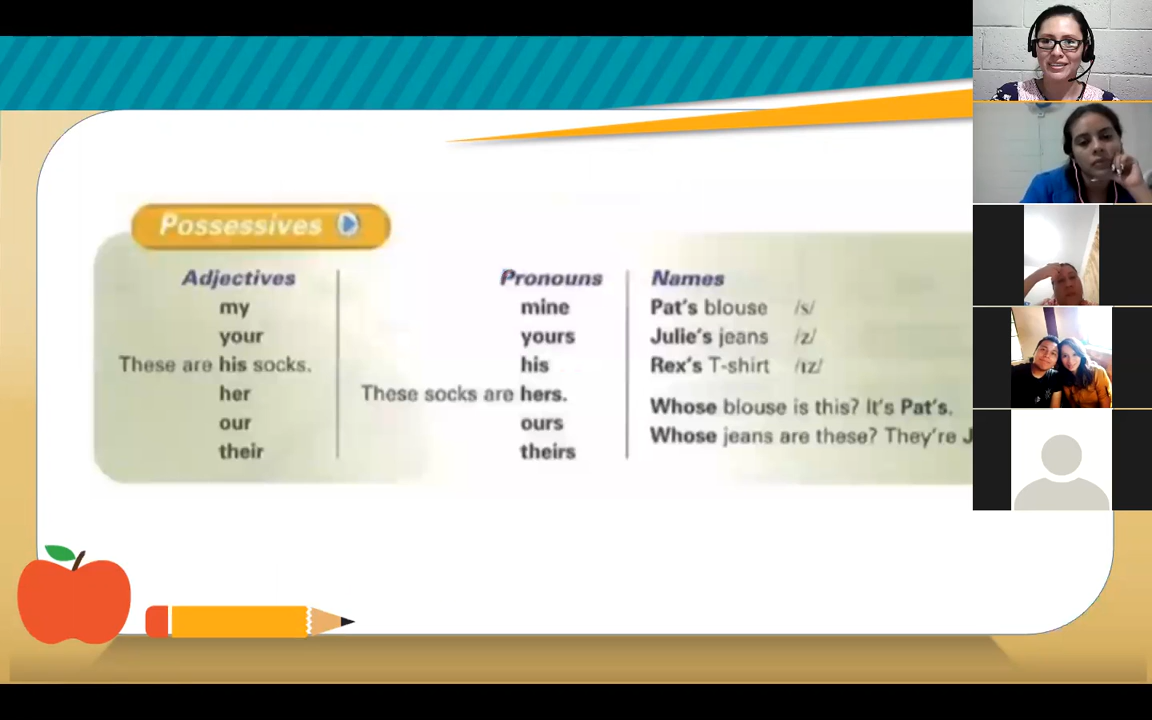 Possessives
Adjectives
my
your
These are his socks.
her
our
their
Pronouns
mine
yours
his
These socks are hers.
ours
theirs
Names
Pat's blouse /s/
Julie's jeans /z/
Rex's T-shirt /ɪz/
Whose blouse is this? It's Pat's.
Whose jeans are these? They're J